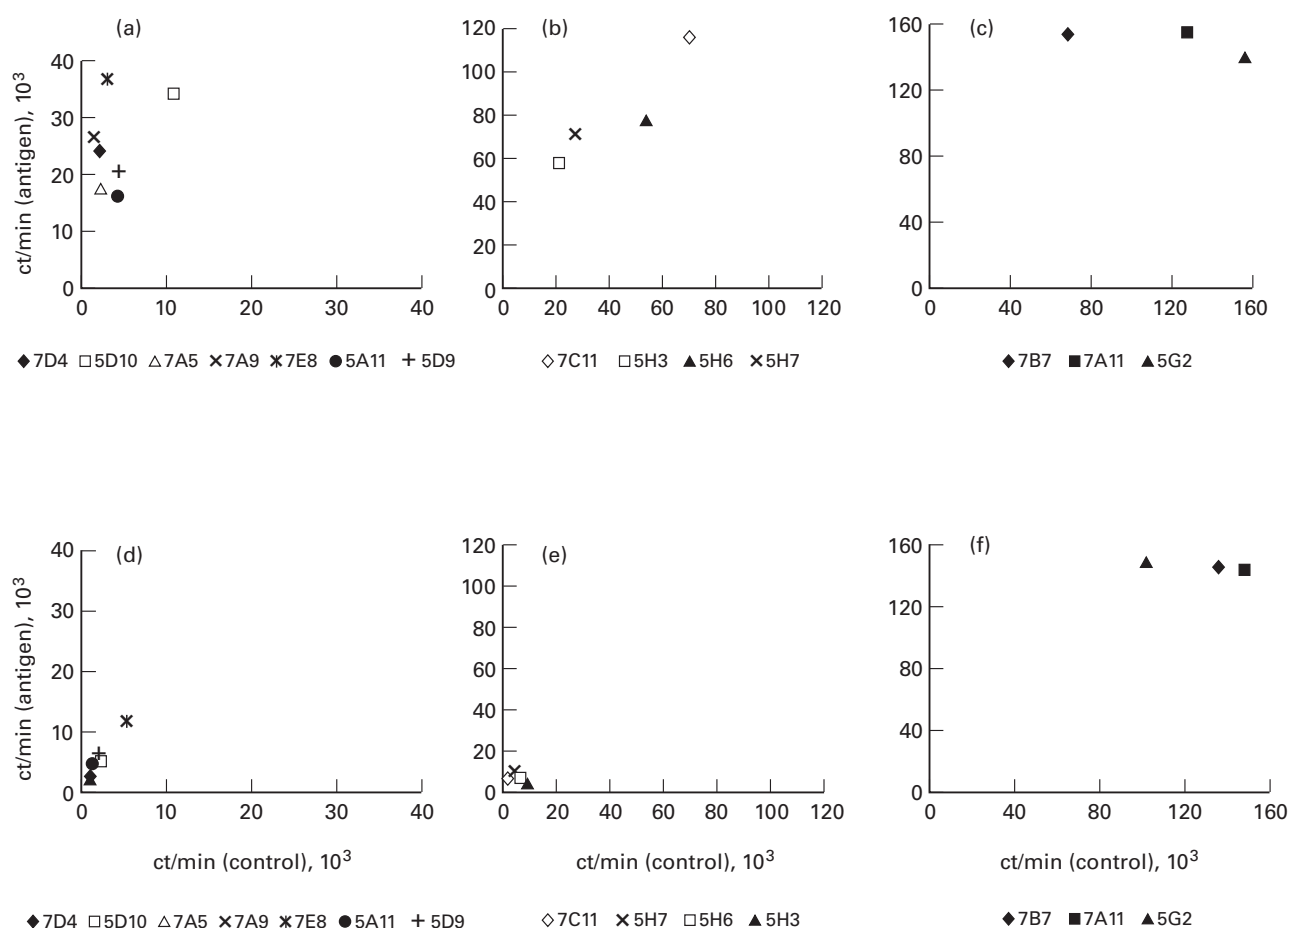 (a)
ct/min (antigen), 10³
40
30
20
10
0
0 10 20 30 40
7D4 5D10 7A5 7A9 7E8 5A11 5D9
(b)
120
100
80
60
40
20
0
0 20 40 60 80 100 120
7C11 5H3 5H6 5H7
(c)
160
120
80
40
0
0 40 80 120 160
7B7 7A11 5G2
(d)
ct/min (antigen), 10³
40
30
20
10
0
0 10 20 30 40
ct/min (control), 10³
7D4 5D10 7A5 7A9 7E8 5A11 5D9
(e)
120
100
80
60
40
20
0
0 20 40 60 80 100 120
ct/min (control), 10³
7C11 5H7 5H6 5H3
(f)
160
120
80
40
0
0 40 80 120 160
ct/min (control), 10³
7B7 7A11 5G2